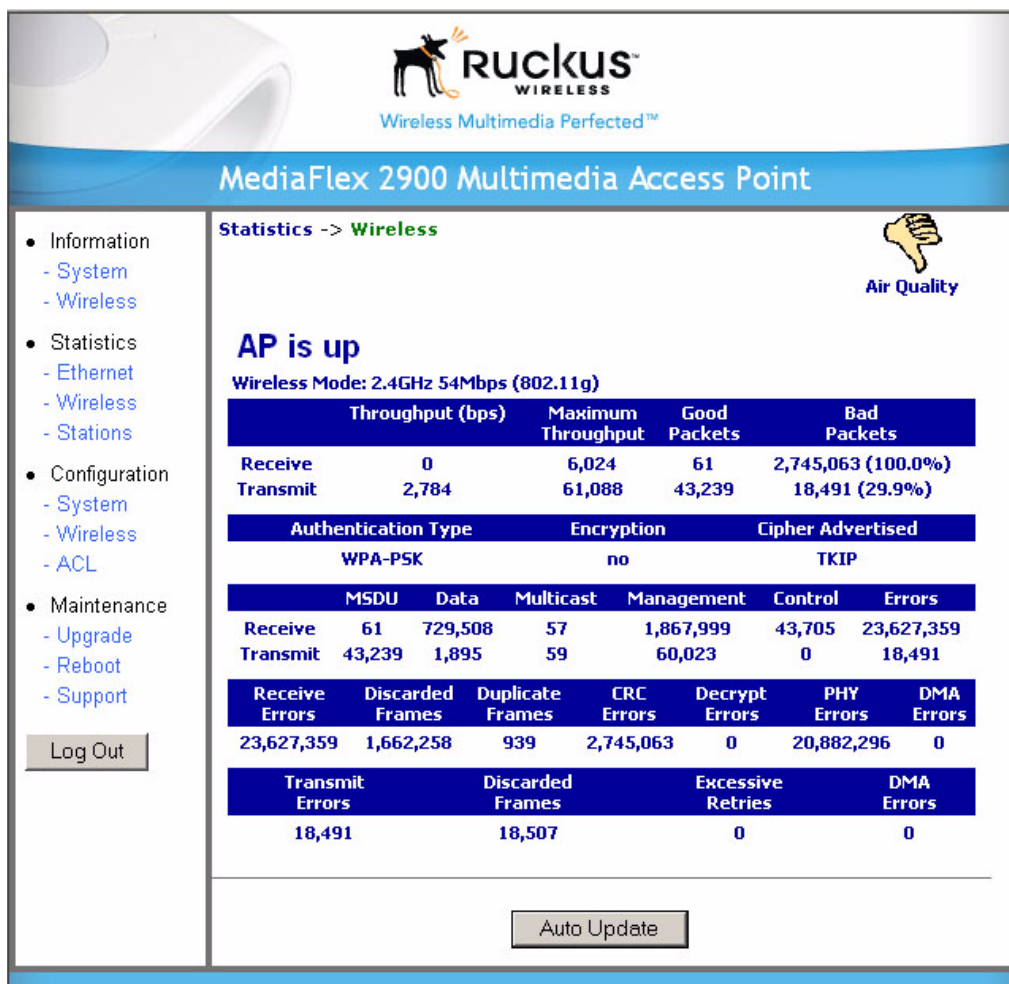 RUCKUS™
WIRELESS
Wireless Multimedia Perfected™
MediaFlex 2900 Multimedia Access Point
• Information
- System
- Wireless
• Statistics
- Ethernet
- Wireless
- Stations
• Configuration
- System
- Wireless
- ACL
• Maintenance
- Upgrade
- Reboot
- Support
Log Out
Statistics -> Wireless
Air Quality
AP is up
Wireless Mode: 2.4GHz 54Mbps (802.11g)
Throughput (bps) Maximum Throughput Good Packets Bad Packets
Receive 0 6,024 61 2,745,063 (100.0%)
Transmit 2,784 61,088 43,239 18,491 (29.9%)
Authentication Type Encryption Cipher Advertised
WPA-PSK no TKIP
MSDU Data Multicast Management Control Errors
Receive 61 729,508 57 1,867,999 43,705 23,627,359
Transmit 43,239 1,895 59 60,023 0 18,491
Receive Errors Discarded Frames Duplicate Frames CRC Errors Decrypt Errors PHY Errors DMA Errors
23,627,359 1,662,258 939 2,745,063 0 20,882,296 0
Transmit Errors Discarded Frames Excessive Retries DMA Errors
18,491 18,507 0 0
Auto Update